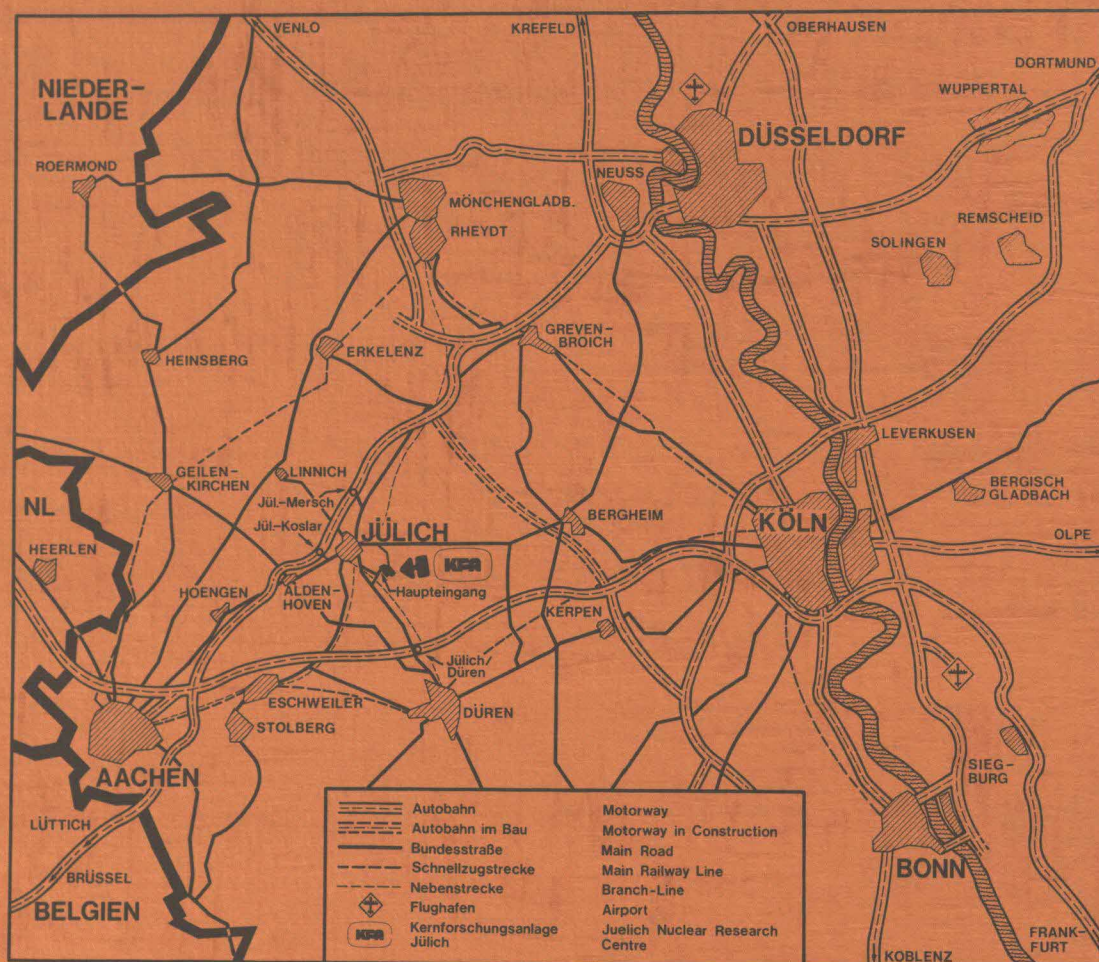 VENLO
KREFELD
OBERHAUSEN
DORTMUND
NIEDER-
LANDE
WUPPERTAL
DÜSSELDORF
ROERMOND
NEUSS
MÖNCHENGLADB.
RHEYDT
REMSCHEID
SOLINGEN
GREVEN-
BROICH
HEINSBERG
ERKELENZ
LEVERKUSEN
GEILEN-
KIRCHEN
LINNICH
BERGISCH
GLADBACH
Jül.-Mersch
NL
BERGHEIM
KÖLN
Jül.-Koslar
JÜLICH
OLPE
HEERLEN
KFA
HOENGEN
ALDEN-
HOVEN
Haupteingang
KERPEN
Jülich/
Düren
ESCHWEILER
DÜREN
STOLBERG
SIEG-
BURG
AACHEN
LÜTTICH
BONN
BRÜSSEL
BELGIEN
FRANK-
FURT
KOBLENZ
Autobahn Motorway
Autobahn im Bau Motorway in Construction
Bundesstraße Main Road
Schnellzugstrecke Main Railway Line
Nebenstrecke Branch-Line
Flughafen Airport
KFA Kernforschungsanlage Juelich Nuclear Research
Jülich Centre